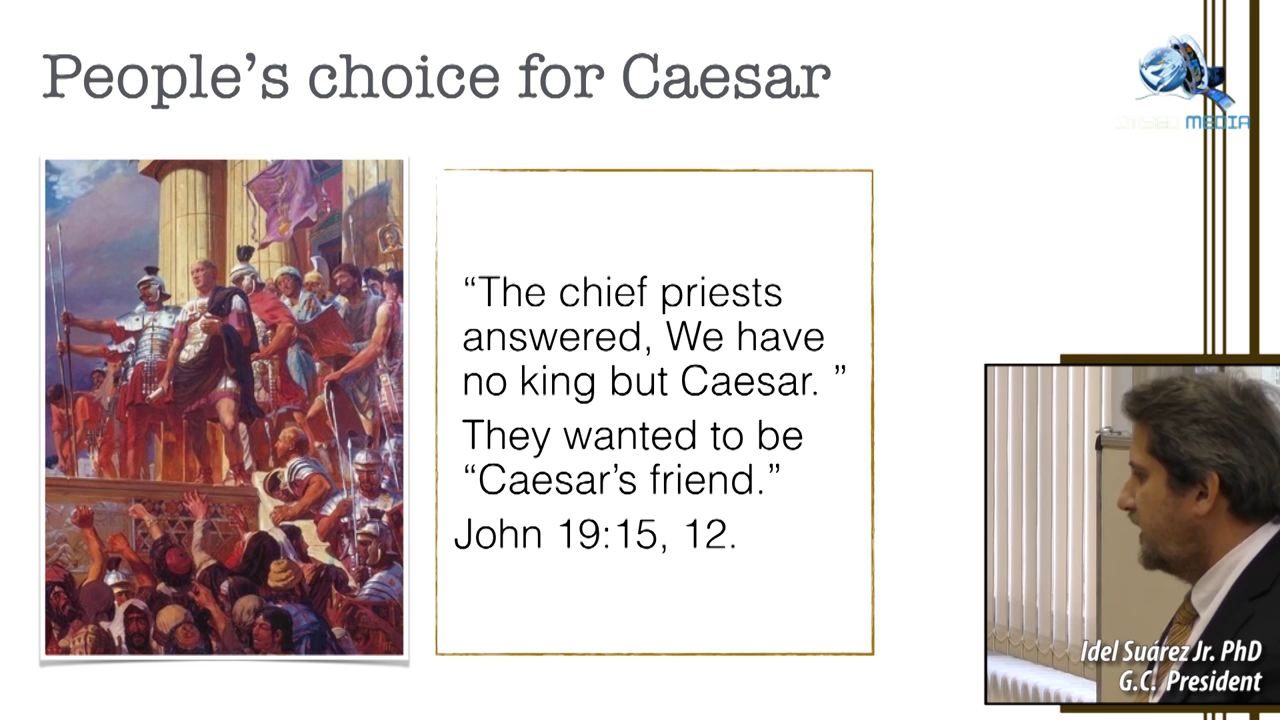 People’s choice for Caesar
MEDIA
“The chief priests
answered, We have
no king but Caesar. ”
They wanted to be
“Caesar’s friend.”
John 19:15, 12.
Idel Suárez Jr. PhD
G.C. President